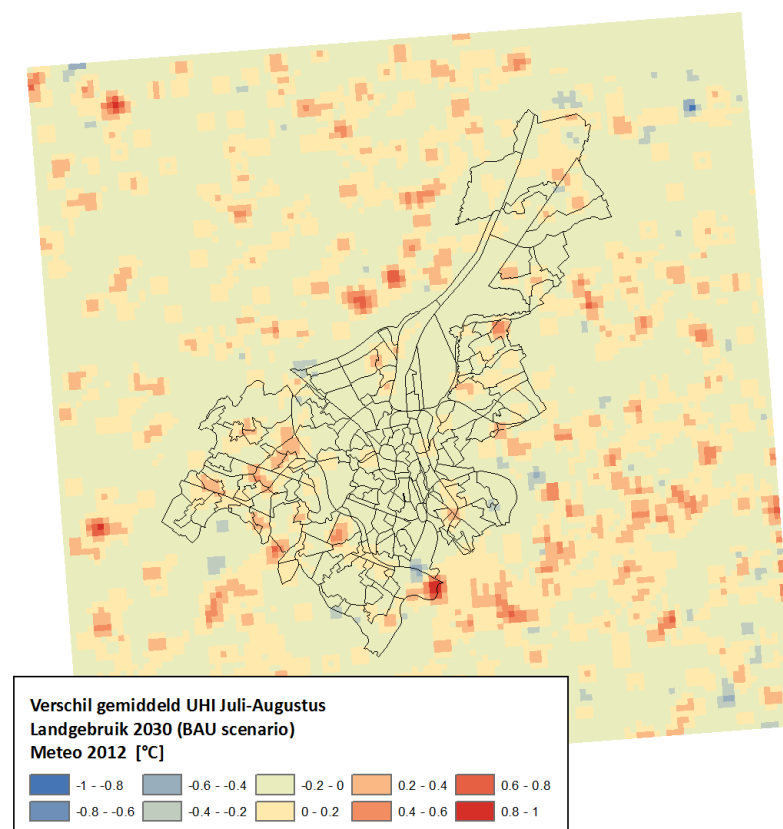 Verschil gemiddeld UHI Juli-Augustus
Landgebruik 2030 (BAU scenario)
Meteo 2012 [°C]
-1 - -0.8 -0.6 - -0.4 -0.2 - 0 0.2 - 0.4 0.6 - 0.8
-0.8 - -0.6 -0.4 - -0.2 0 - 0.2 0.4 - 0.6 0.8 - 1